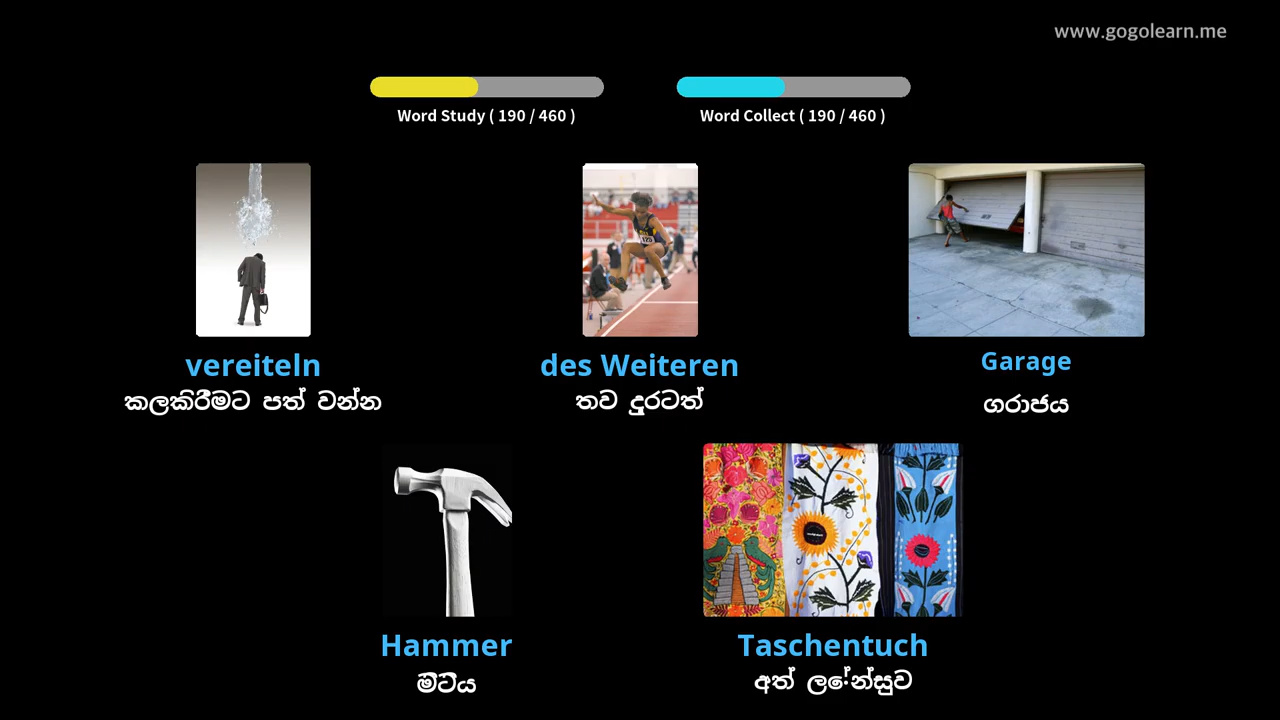 www.gogolearn.me
Word Study ( 190 / 460 )
Word Collect ( 190 / 460 )
vereiteln
කලකිරීමට පත් වන්න
des Weiteren
තව දුරටත්
Garage
ගරාජය
Hammer
මිටිය
Taschentuch
අත් ලේන්සුව